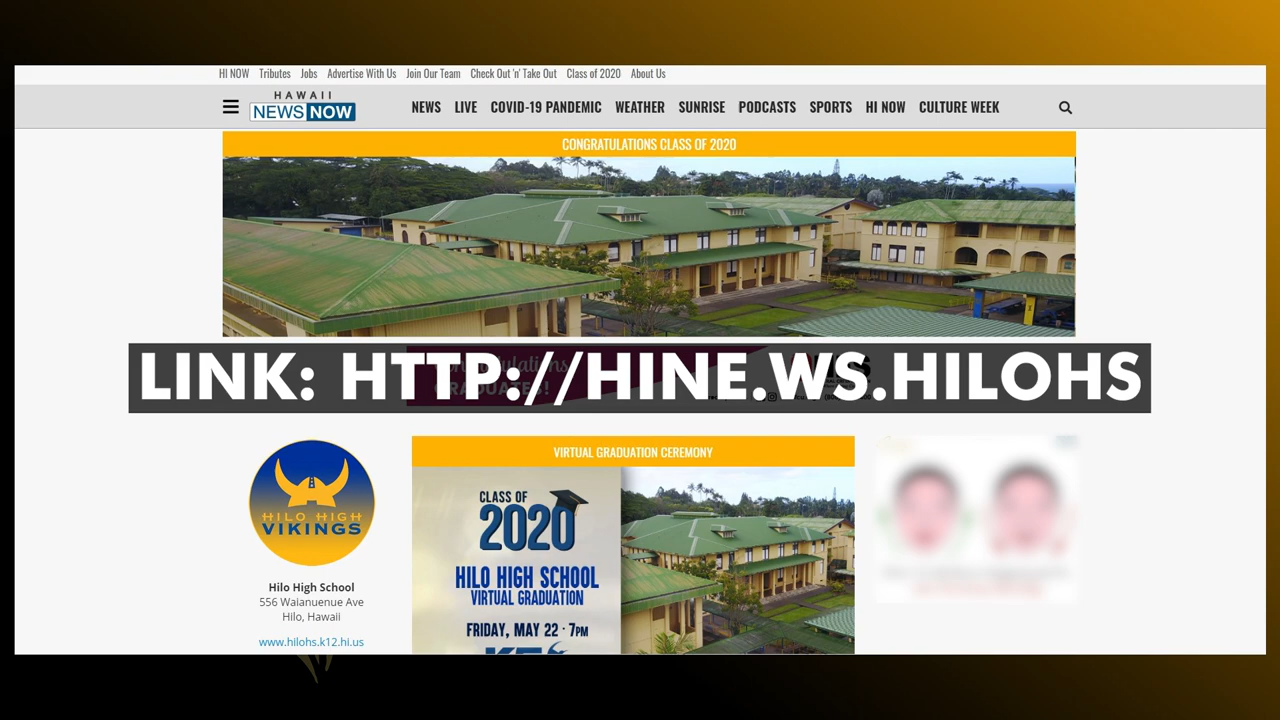 HI NOW Tributes Jobs Advertise With Us Join Our Team Check Out 'n' Take Out Class of 2020 About Us
HAWAII
NEWS NOW
NEWS LIVE COVID-19 PANDEMIC WEATHER SUNRISE PODCASTS SPORTS HI NOW CULTURE WEEK
CONGRATULATIONS CLASS OF 2020
LINK: HTTP://HINE.WS.HILOHS
HILO HIGH
VIKINGS
Hilo High School
556 Waianuenue Ave
Hilo, Hawaii
www.hilohs.k12.hi.us
VIRTUAL GRADUATION CEREMONY
CLASS OF
2020
HILO HIGH SCHOOL
VIRTUAL GRADUATION
FRIDAY, MAY 22 · 7PM